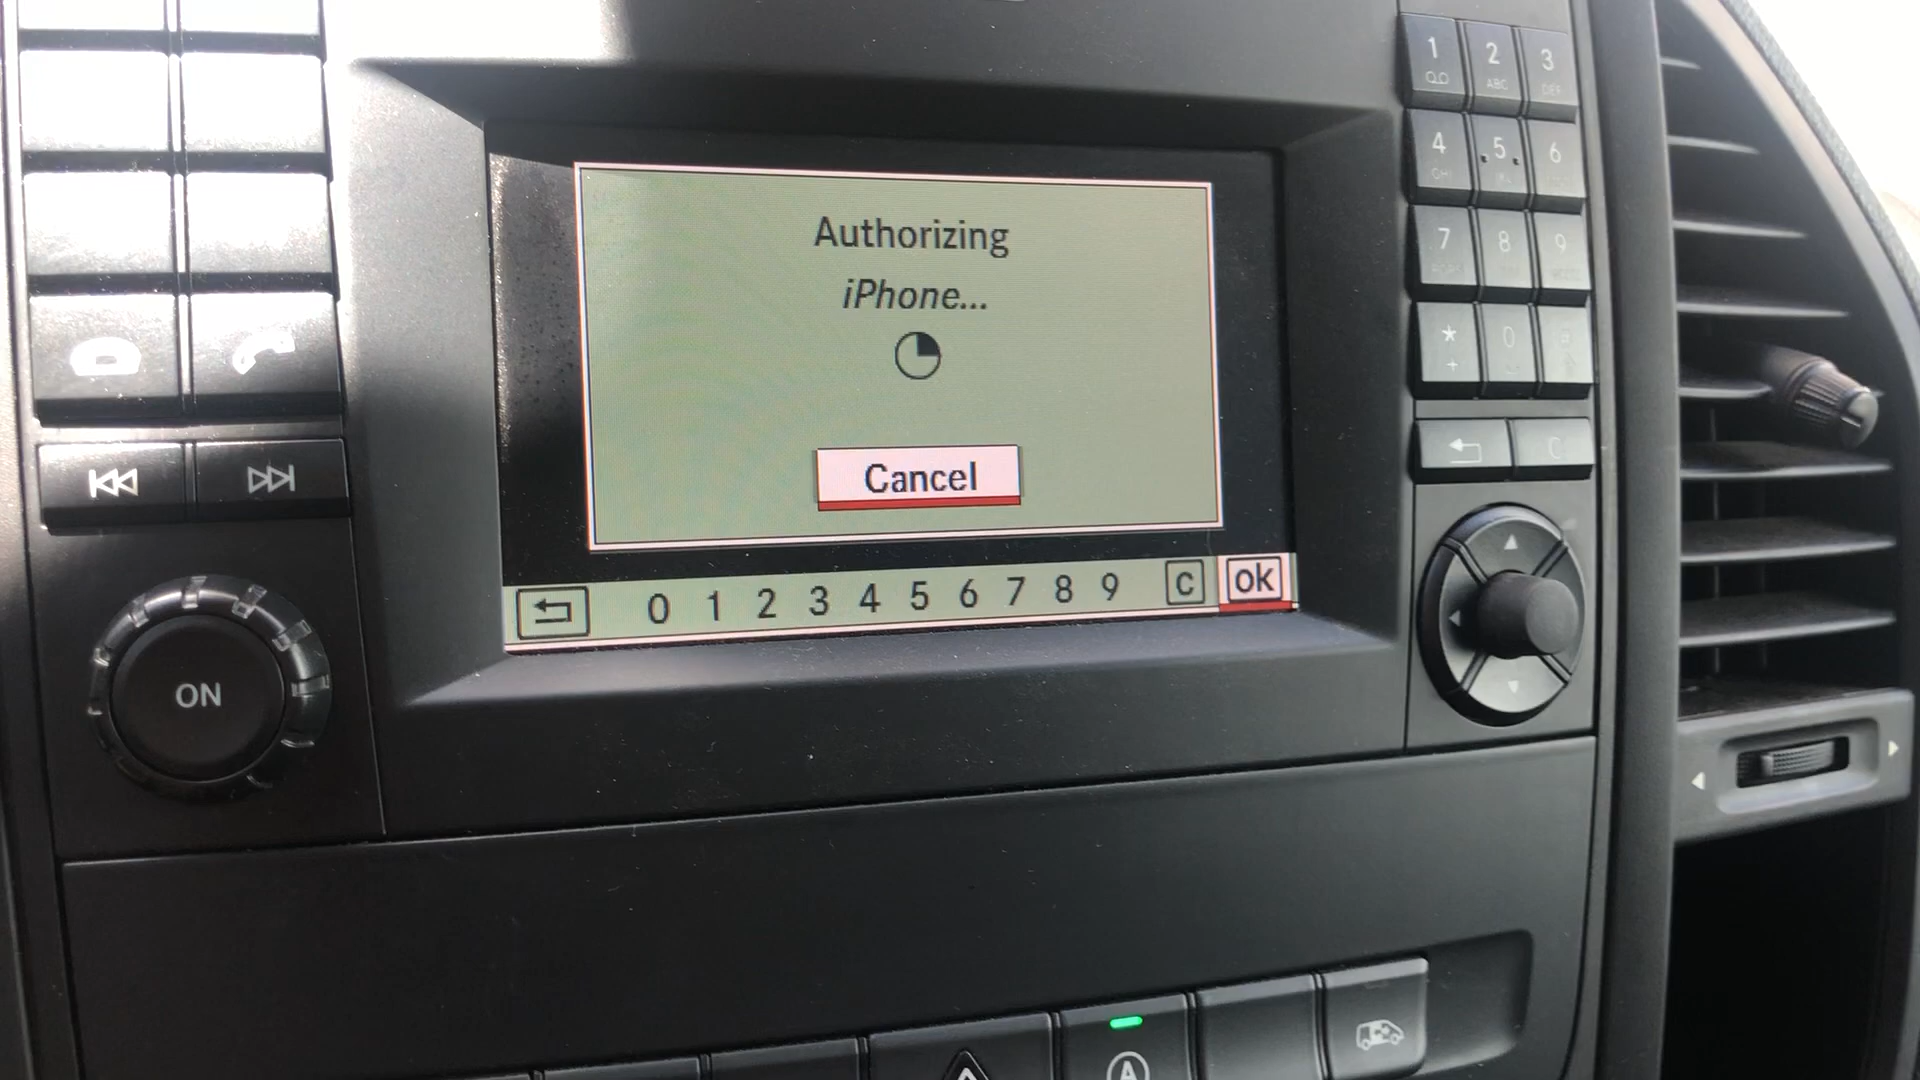 Authorizing
iPhone...
Cancel
0 1 2 3 4 5 6 7 8 9 c ok
1 2 3
ABC DEF
4 5 6
GHI JKL
7 8 9
* 0
+
C
ON
A